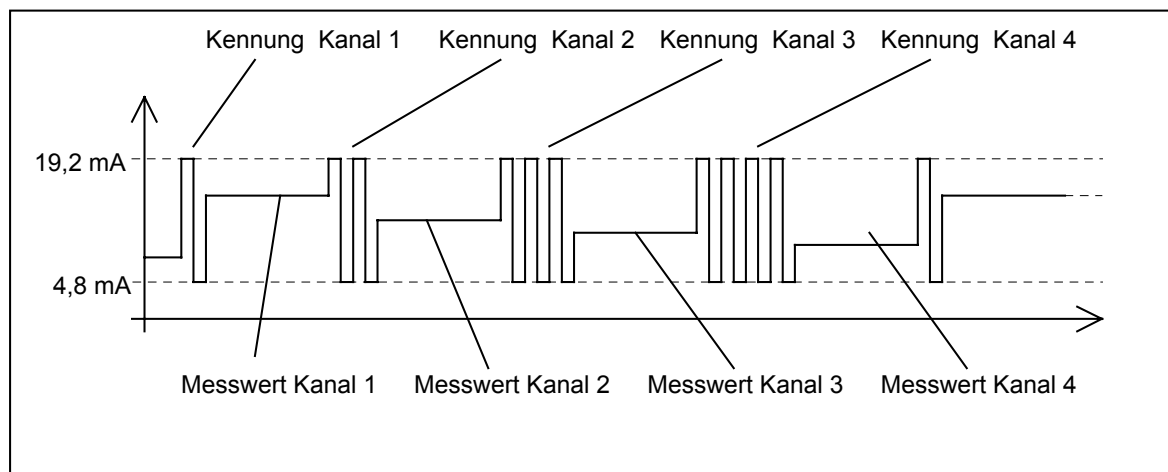 Kennung Kanal 1 Kennung Kanal 2 Kennung Kanal 3 Kennung Kanal 4
19,2 mA
4,8 mA
Messwert Kanal 1 Messwert Kanal 2 Messwert Kanal 3 Messwert Kanal 4